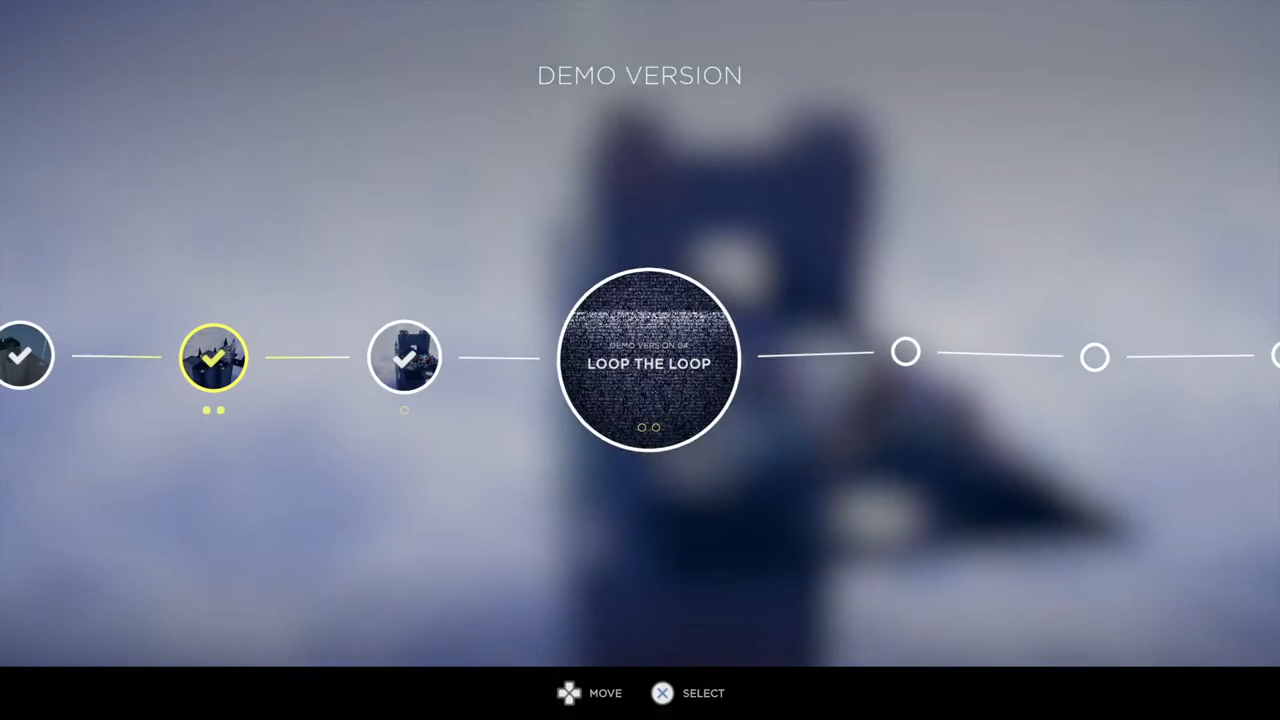 DEMO VERSION
DEMO VERSION 04
LOOP THE LOOP
MOVE
SELECT